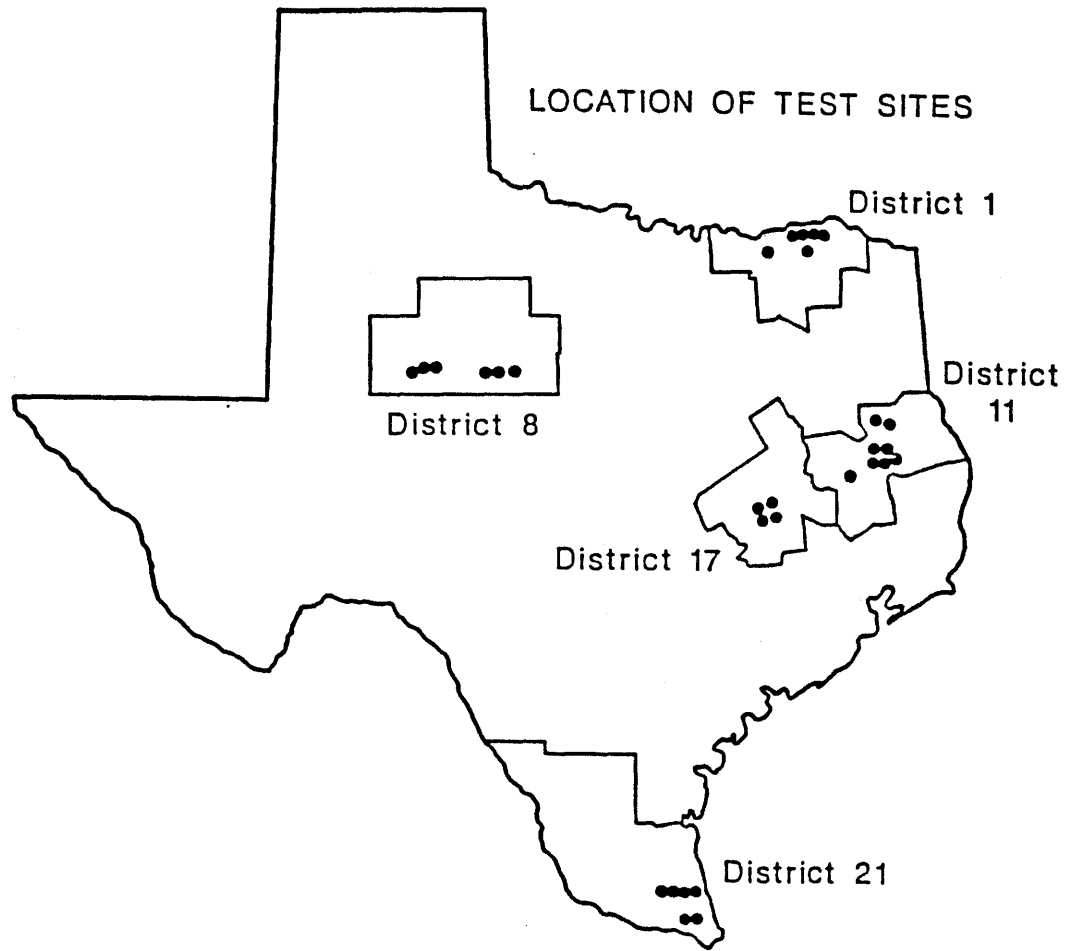 LOCATION OF TEST SITES
District 1
District
11
District 8
District 17
District 21